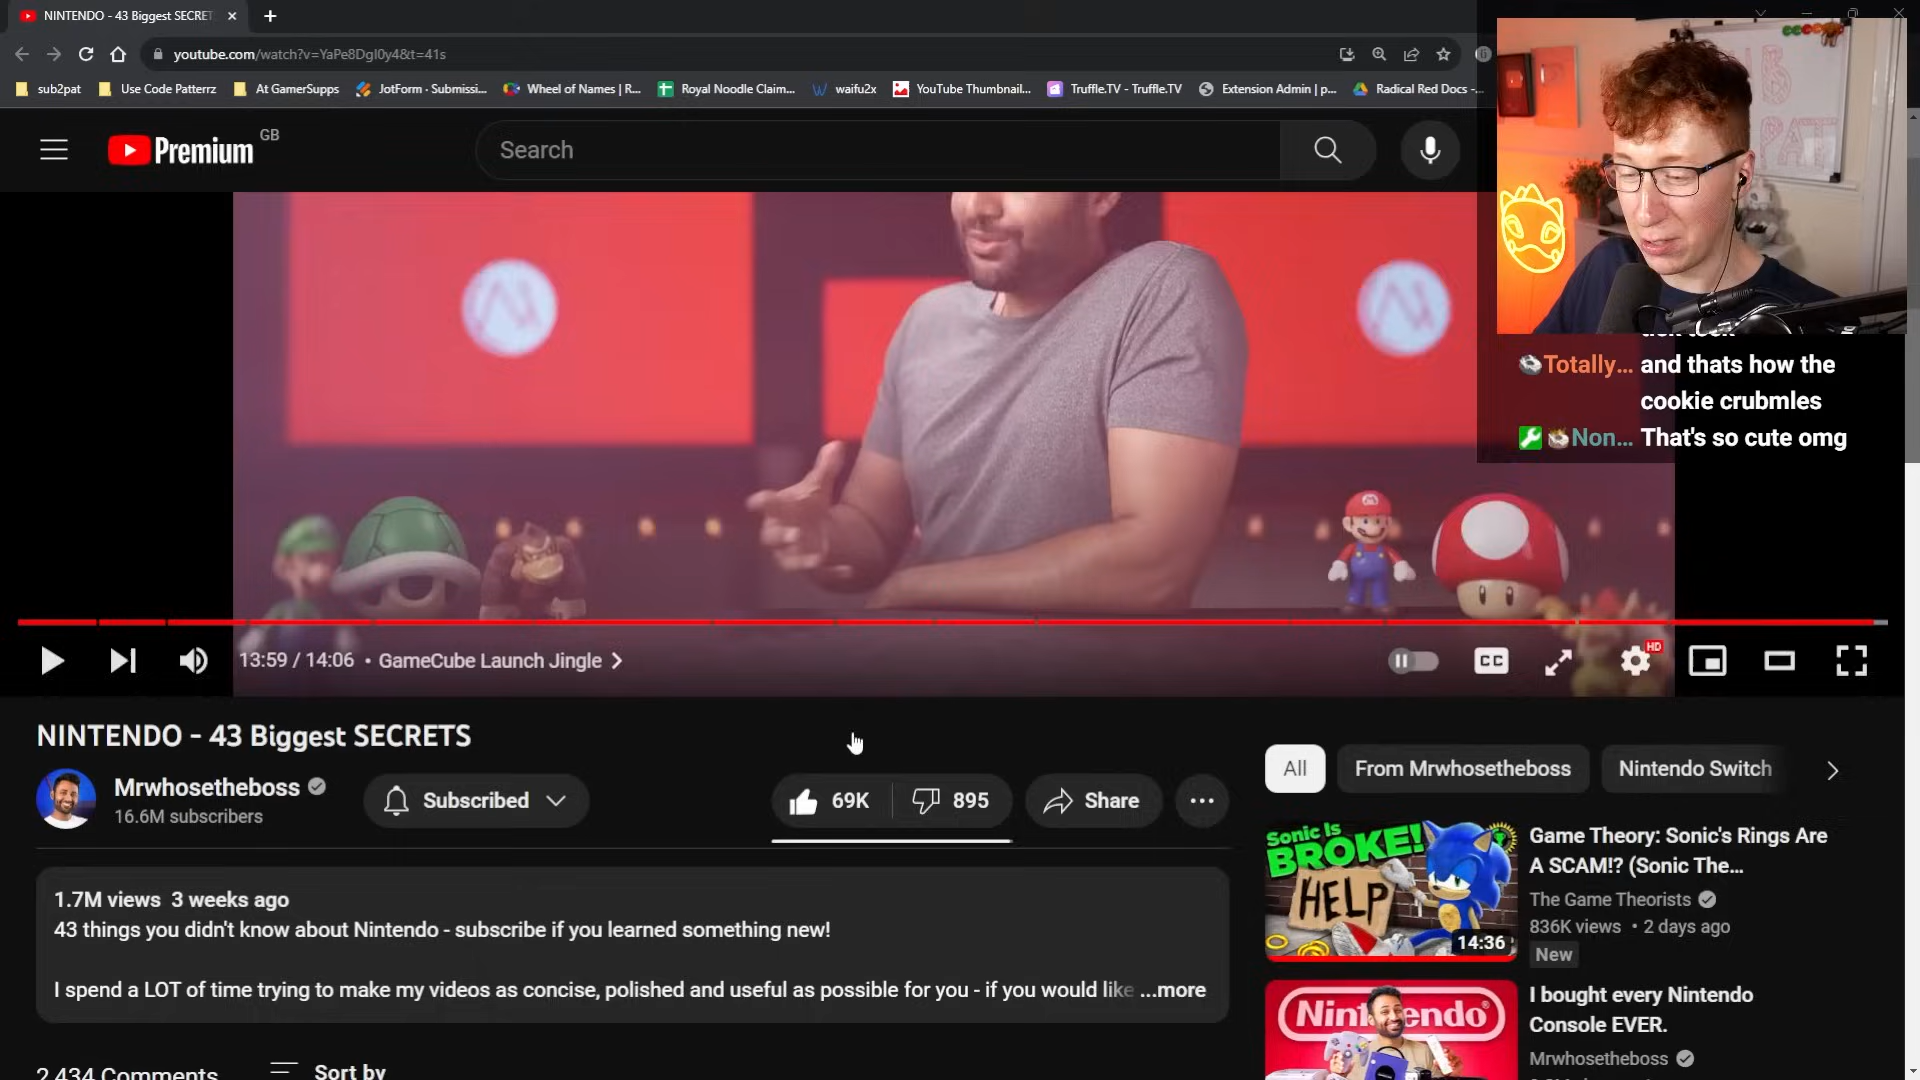 NINTENDO - 43 Biggest SECRET
youtube.com/watch?v=YaPe8DgI0y4&t=41s
sub2pat
Use Code Patterrz
At GamerSupps
JotForm - Submissi...
Wheel of Names | R...
Royal Noodle Claim...
waifu2x
YouTube Thumbnail...
Truffle.TV - Truffle.TV
Extension Admin | p...
Radical Red Docs -...
Premium
GB
Search
Totally... and thats how the
cookie crubmles
Non... That's so cute omg
13:59 / 14:06 • GameCube Launch Jingle
CC
HD
NINTENDO - 43 Biggest SECRETS
Mrwhosetheboss
16.6M subscribers
Subscribed
69K
895
Share
1.7M views 3 weeks ago
43 things you didn't know about Nintendo - subscribe if you learned something new!
I spend a LOT of time trying to make my videos as concise, polished and useful as possible for you - if you would like ...more
2,434 Comments
Sort by
All
From Mrwhosetheboss
Nintendo Switch
Sonic Is
BROKE!
HELP
14:36
Game Theory: Sonic's Rings Are
A SCAM!? (Sonic The...
The Game Theorists
836K views • 2 days ago
New
Nintendo
I bought every Nintendo
Console EVER.
Mrwhosetheboss